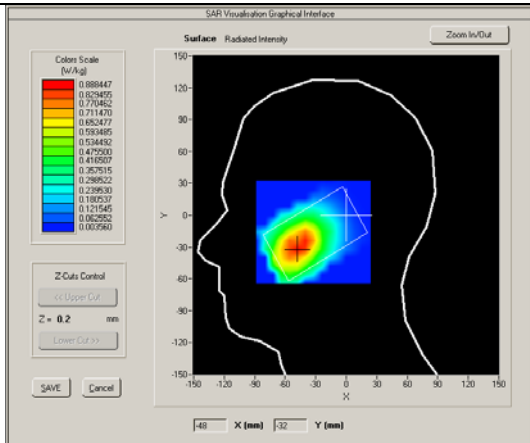 SAR Visualisation Graphical Interface
Surface Radiated Intensity
Zoom In/Out
Colors Scale
(W/kg)
0.888447
0.829455
0.770462
0.711470
0.652477
0.593485
0.534492
0.475500
0.416507
0.357515
0.298522
0.239530
0.180537
0.121545
0.062552
0.003560
Z-Cuts Control
<< Upper Cut
Z = 0.2 mm
Lower Cut >>
SAVE
Cancel
150
120
90
60
30
0
-30
-60
-90
-120
-150
Y
-150 -120 -90 -60 -30 0 30 60 90 120 150
X
-48 X (mm) -32 Y (mm)